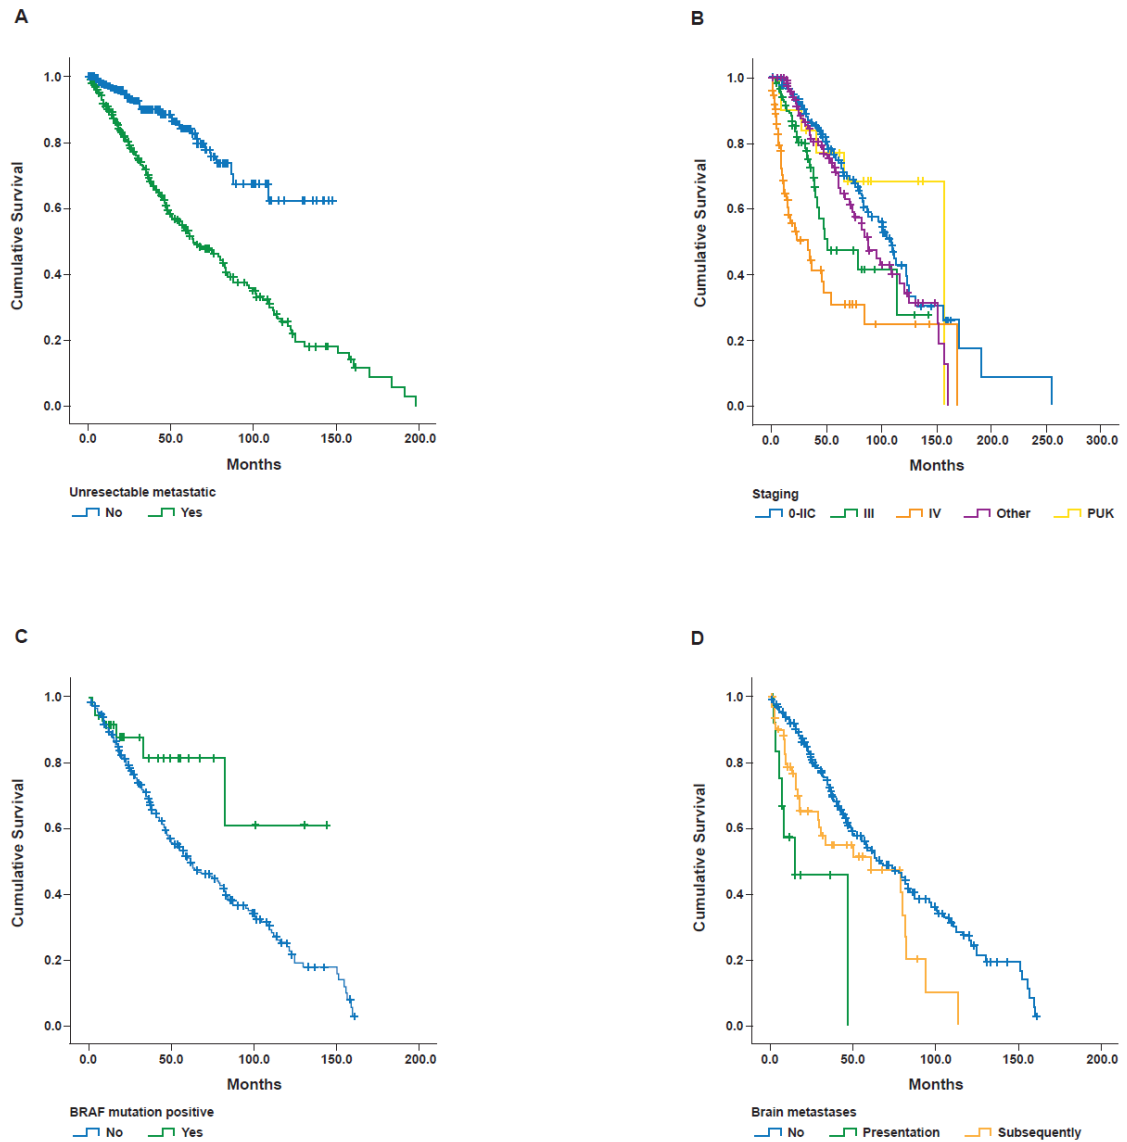 A
Cumulative Survival
1.0
0.8
0.6
0.4
0.2
0.0
0.0 50.0 100.0 150.0 200.0
Months
Unresectable metastatic
No Yes
B
Cumulative Survival
1.0
0.8
0.6
0.4
0.2
0.0
0.0 50.0 100.0 150.0 200.0 250.0 300.0
Months
Staging
0-IIC III IV Other PUK
C
Cumulative Survival
1.0
0.8
0.6
0.4
0.2
0.0
0.0 50.0 100.0 150.0 200.0
Months
BRAF mutation positive
No Yes
D
Cumulative Survival
1.0
0.8
0.6
0.4
0.2
0.0
0.0 50.0 100.0 150.0 200.0
Months
Brain metastases
No Presentation Subsequently